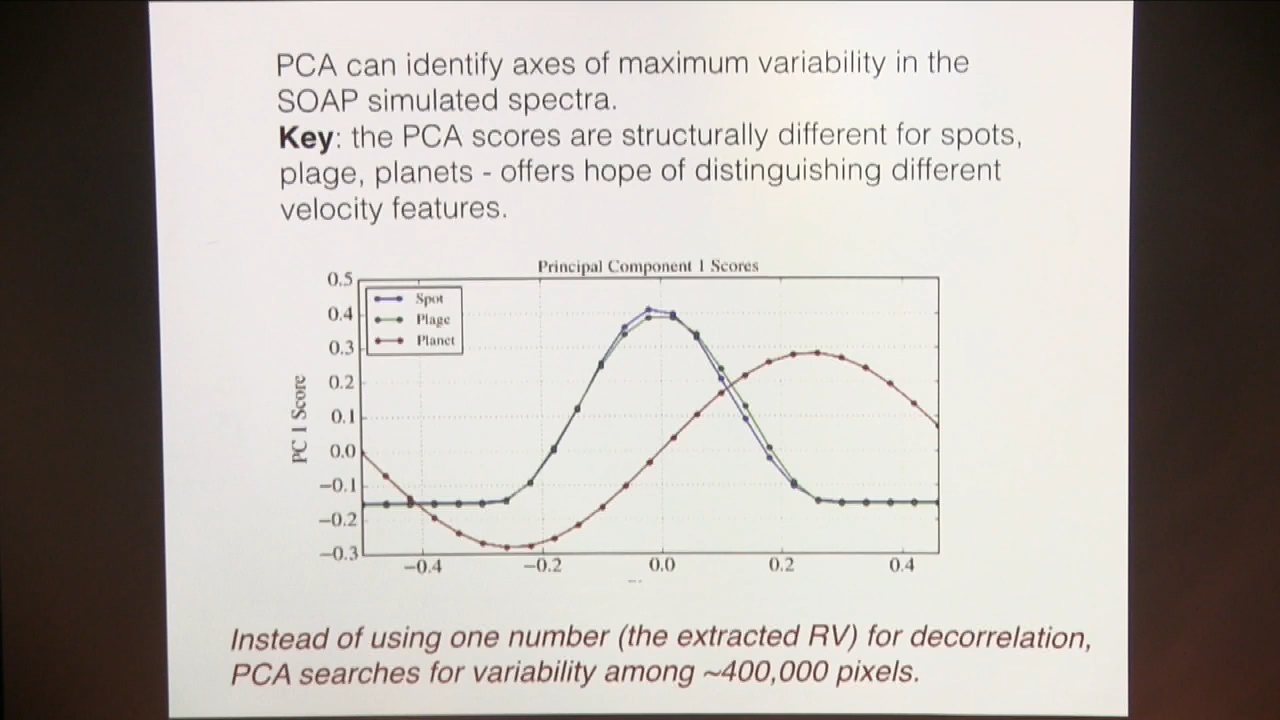 PCA can identify axes of maximum variability in the
SOAP simulated spectra.
Key: the PCA scores are structurally different for spots,
plage, planets - offers hope of distinguishing different
velocity features.
Principal Component 1 Scores
0.5
0.4
0.3
0.2
0.1
0.0
−0.1
−0.2
−0.3
PC 1 Score
Spot
Plage
Planet
−0.4
−0.2
0.0
0.2
0.4
Instead of using one number (the extracted RV) for decorrelation,
PCA searches for variability among ~400,000 pixels.